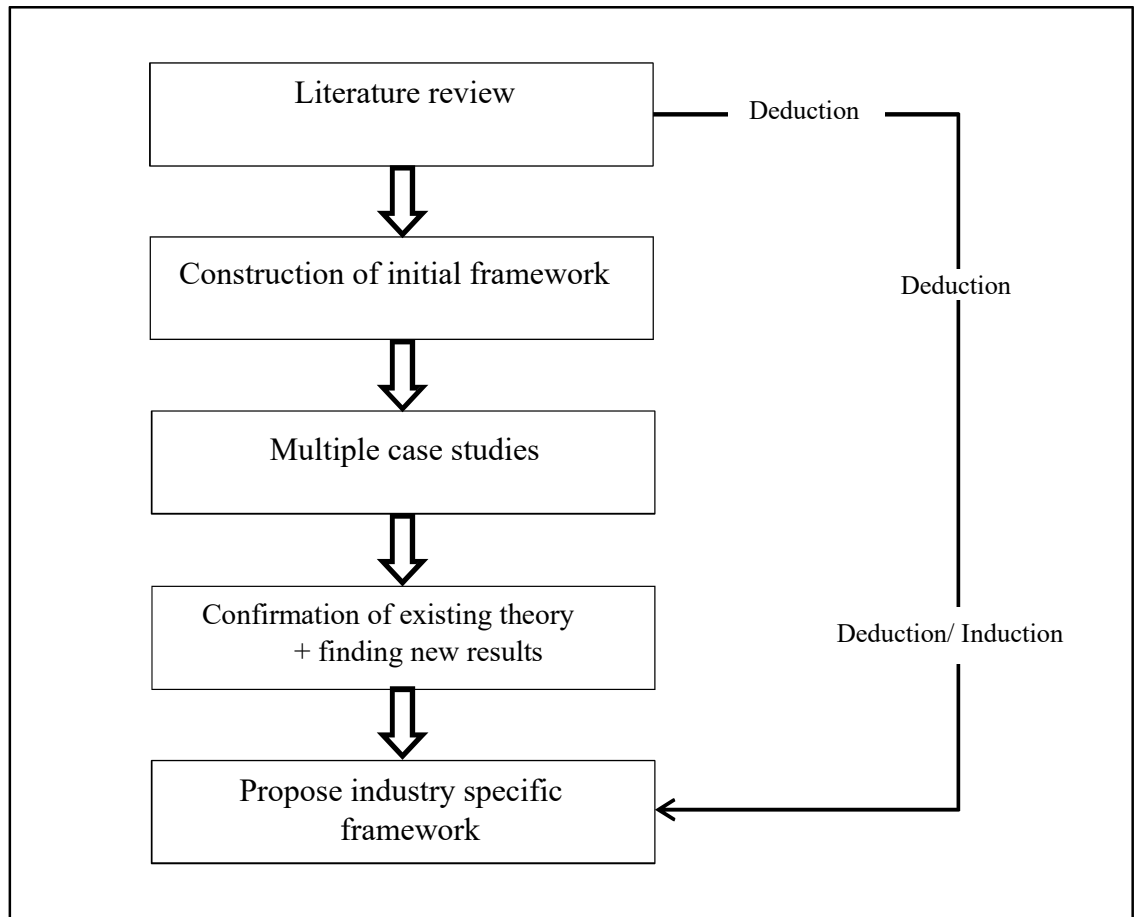 Literature review
Deduction
Construction of initial framework
Deduction
Multiple case studies
Confirmation of existing theory
+ finding new results
Deduction/ Induction
Propose industry specific
framework